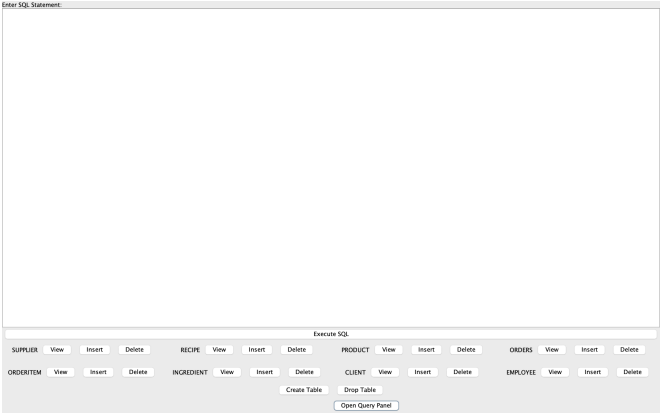 Enter SQL Statement:
Execute SQL
SUPPLIER View Insert Delete RECIPE View Insert Delete PRODUCT View Insert Delete ORDERS View Insert Delete
ORDERITEM View Insert Delete INGREDIENT View Insert Delete CLIENT View Insert Delete EMPLOYEE View Insert Delete
Create Table Drop Table
Open Query Panel